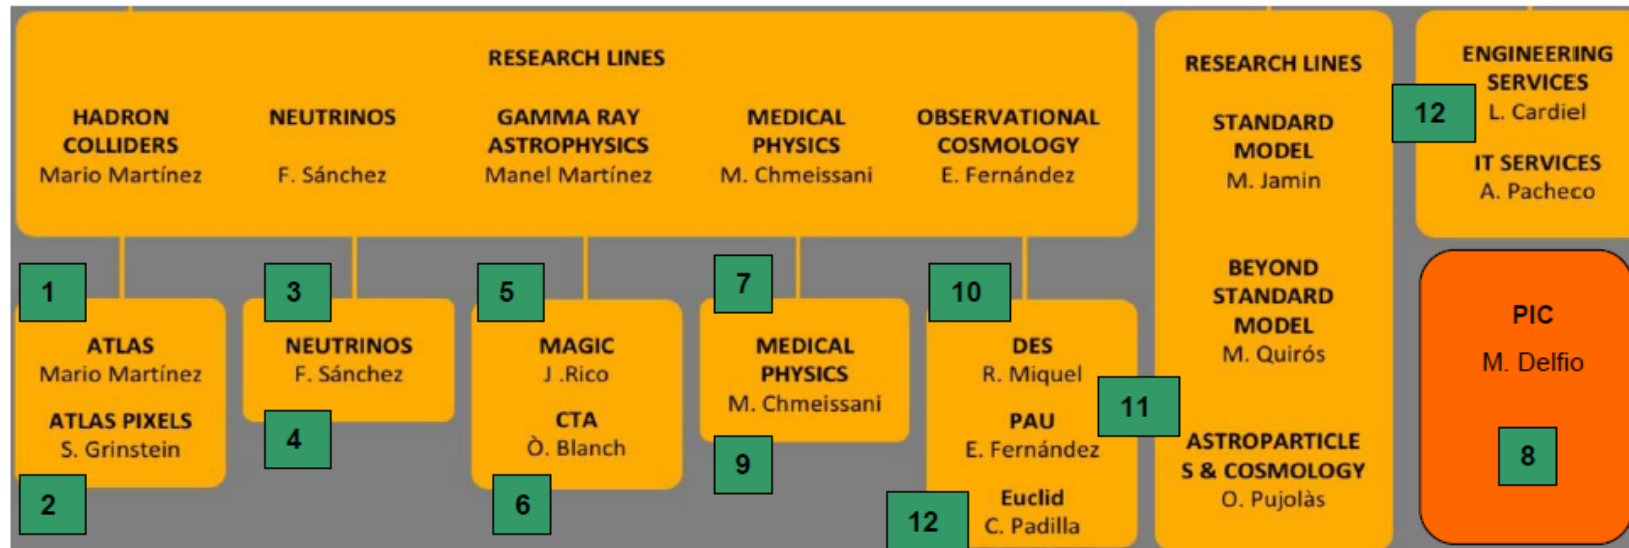 RESEARCH LINES
HADRON
COLLIDERS
Mario Martínez
NEUTRINOS
F. Sánchez
GAMMA RAY
ASTROPHYSICS
Manel Martínez
MEDICAL
PHYSICS
M. Chmeissani
OBSERVATIONAL
COSMOLOGY
E. Fernández
1
ATLAS
Mario Martínez
ATLAS PIXELS
S. Grinstein
2
3
NEUTRINOS
F. Sánchez
4
5
MAGIC
J .Rico
CTA
Ò. Blanch
6
7
MEDICAL
PHYSICS
M. Chmeissani
9
10
DES
R. Miquel
PAU
E. Fernández
Euclid
C. Padilla
12
11
RESEARCH LINES
STANDARD
MODEL
M. Jamin
BEYOND
STANDARD
MODEL
M. Quirós
ASTROPARTICLE
S & COSMOLOGY
O. Pujolàs
ENGINEERING
SERVICES
L. Cardiel
12
IT SERVICES
A. Pacheco
PIC
M. Delfio
8